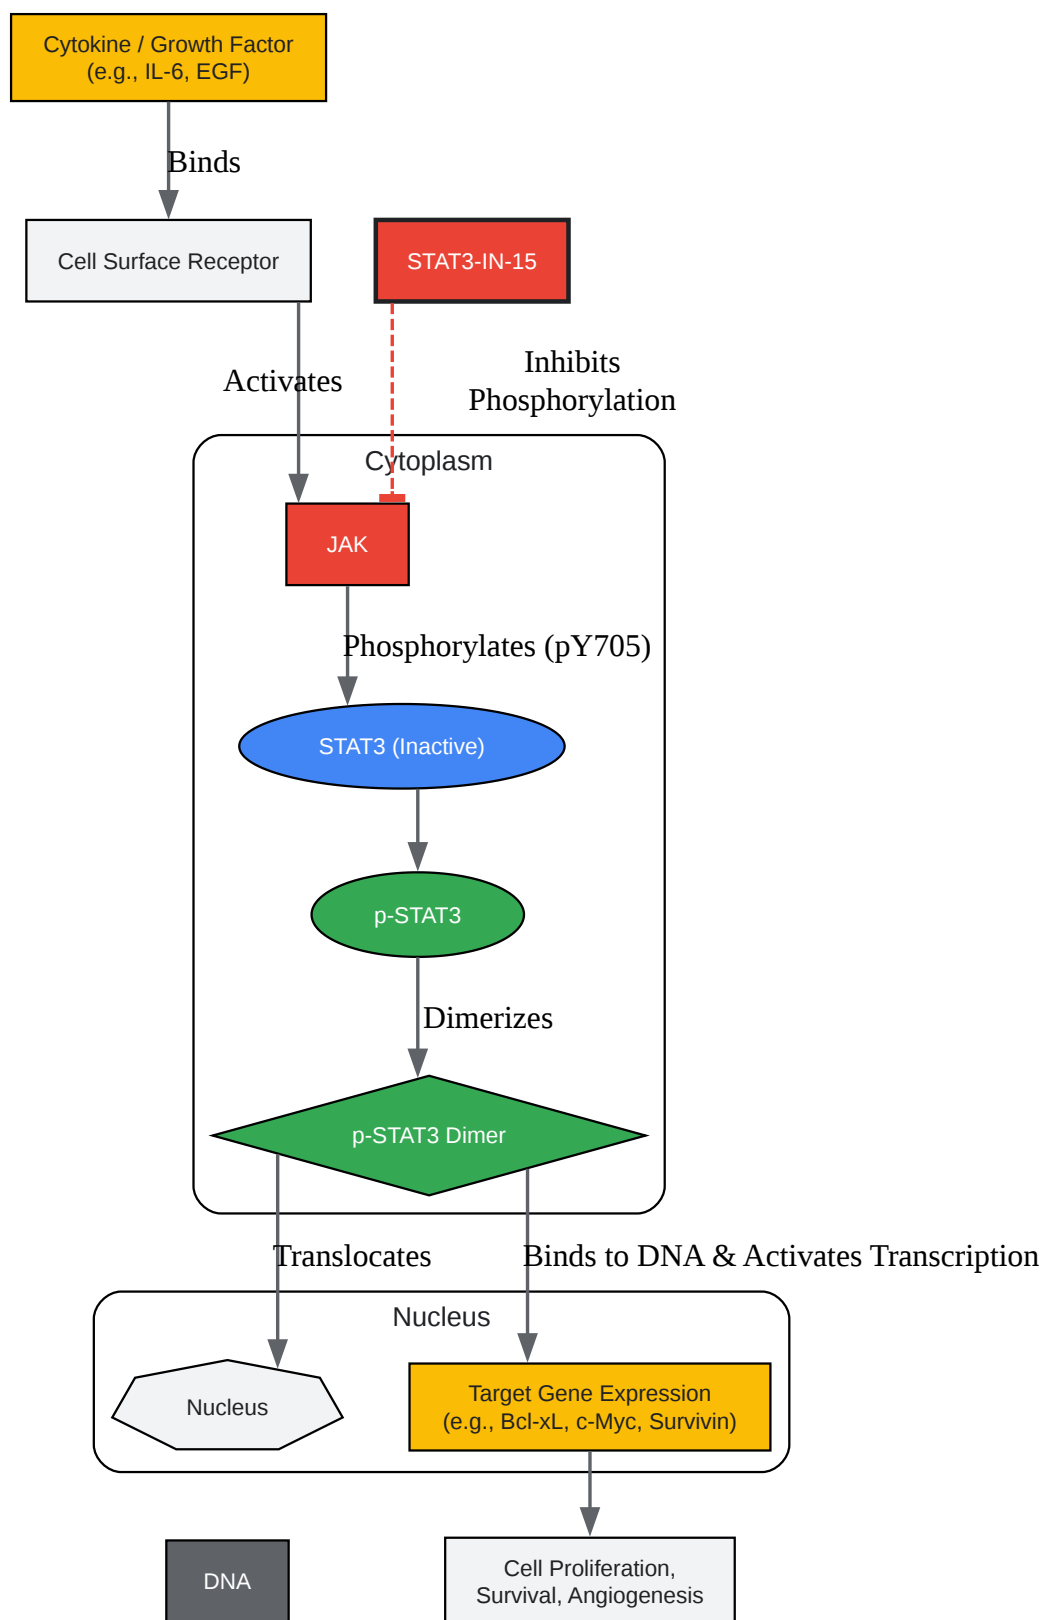 Cytokine / Growth Factor
(e.g., IL-6, EGF)
Binds
Cell Surface Receptor
STAT3-IN-15
Activates
Inhibits
Phosphorylation
Cytoplasm
JAK
Phosphorylates (pY705)
STAT3 (Inactive)
p-STAT3
Dimerizes
p-STAT3 Dimer
Translocates
Binds to DNA & Activates Transcription
Nucleus
Nucleus
Target Gene Expression
(e.g., Bcl-xL, c-Myc, Survivin)
DNA
Cell Proliferation,
Survival, Angiogenesis